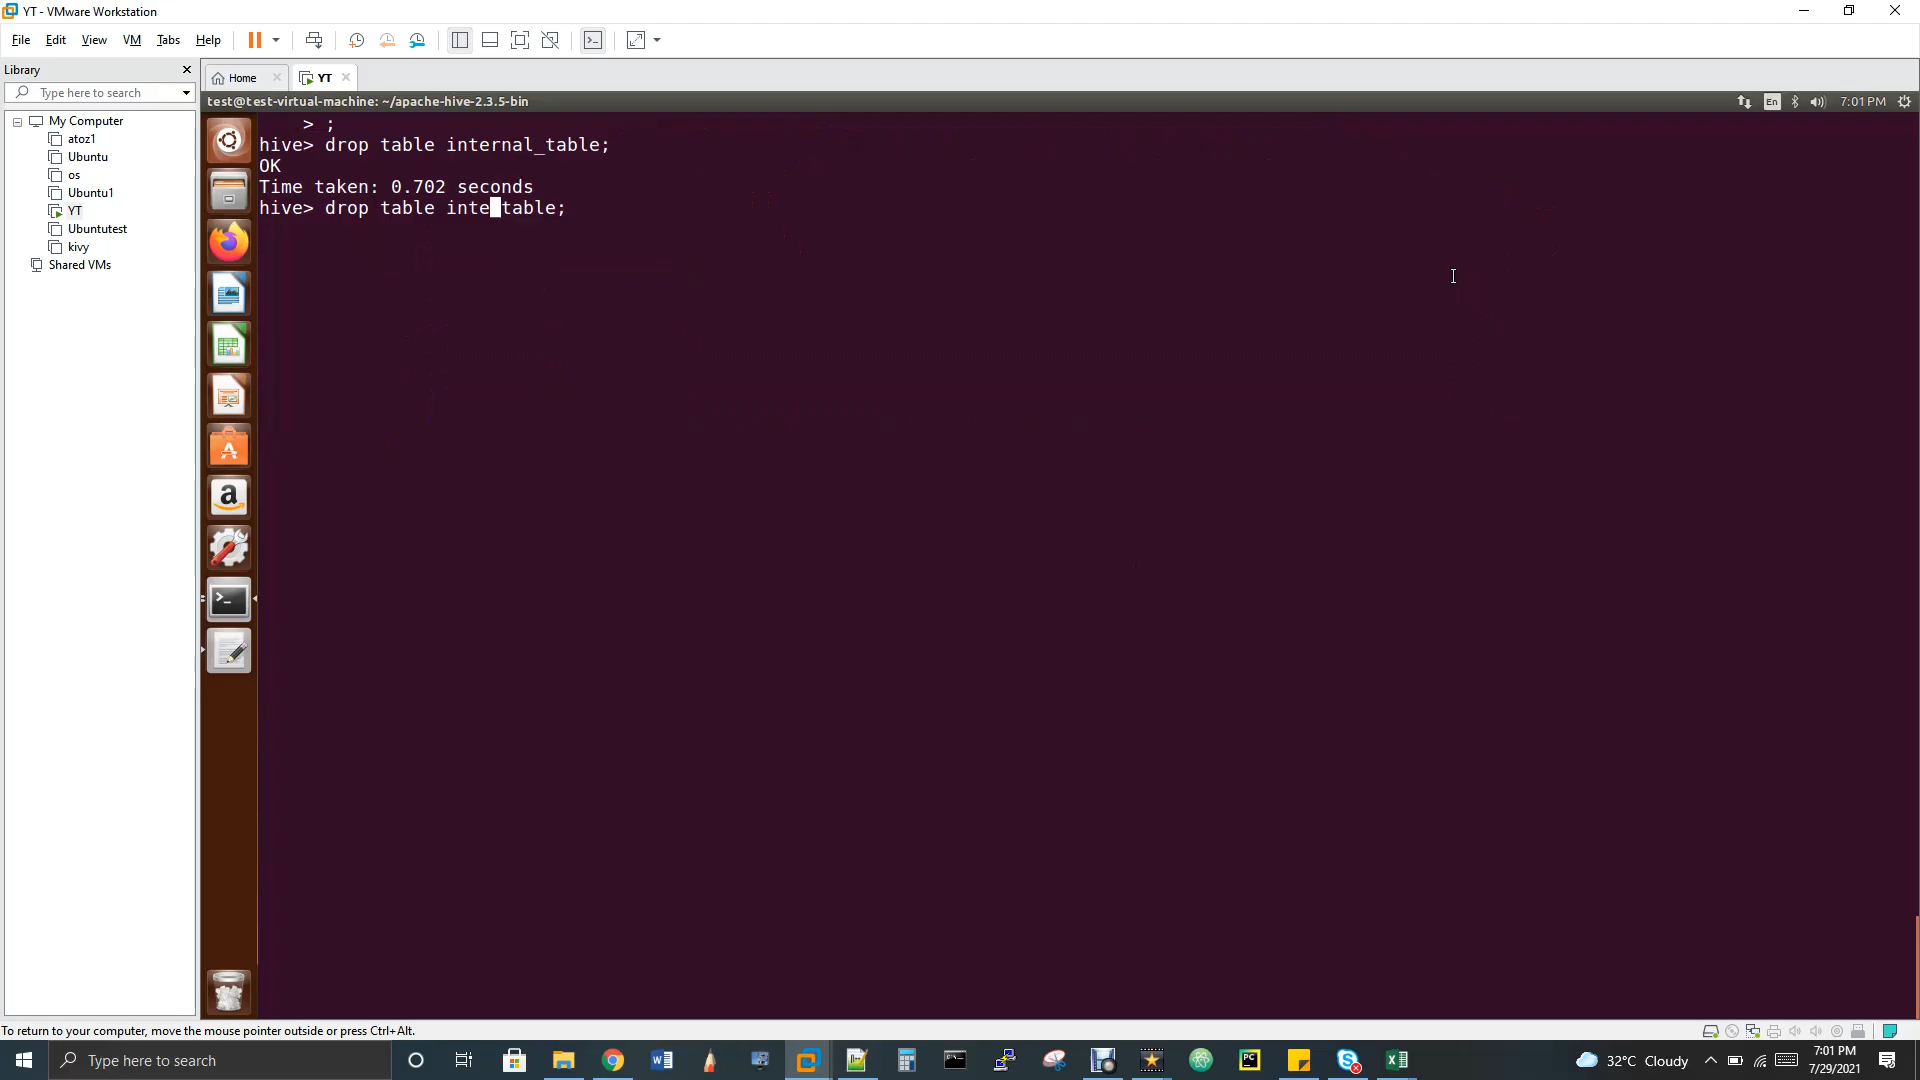 YT - VMware Workstation
File Edit View VM Tabs Help
Library
Type here to search
My Computer
atoz1
Ubuntu
os
Ubuntu1
YT
Ubuntutest
kivy
Shared VMs
Home YT
test@test-virtual-machine: ~/apache-hive-2.3.5-bin
En 7:01 PM
> ;
hive> drop table internal_table;
OK
Time taken: 0.702 seconds
hive> drop table inte table;
To return to your computer, move the mouse pointer outside or press Ctrl+Alt.
Type here to search
32°C Cloudy
7:01 PM
7/29/2021